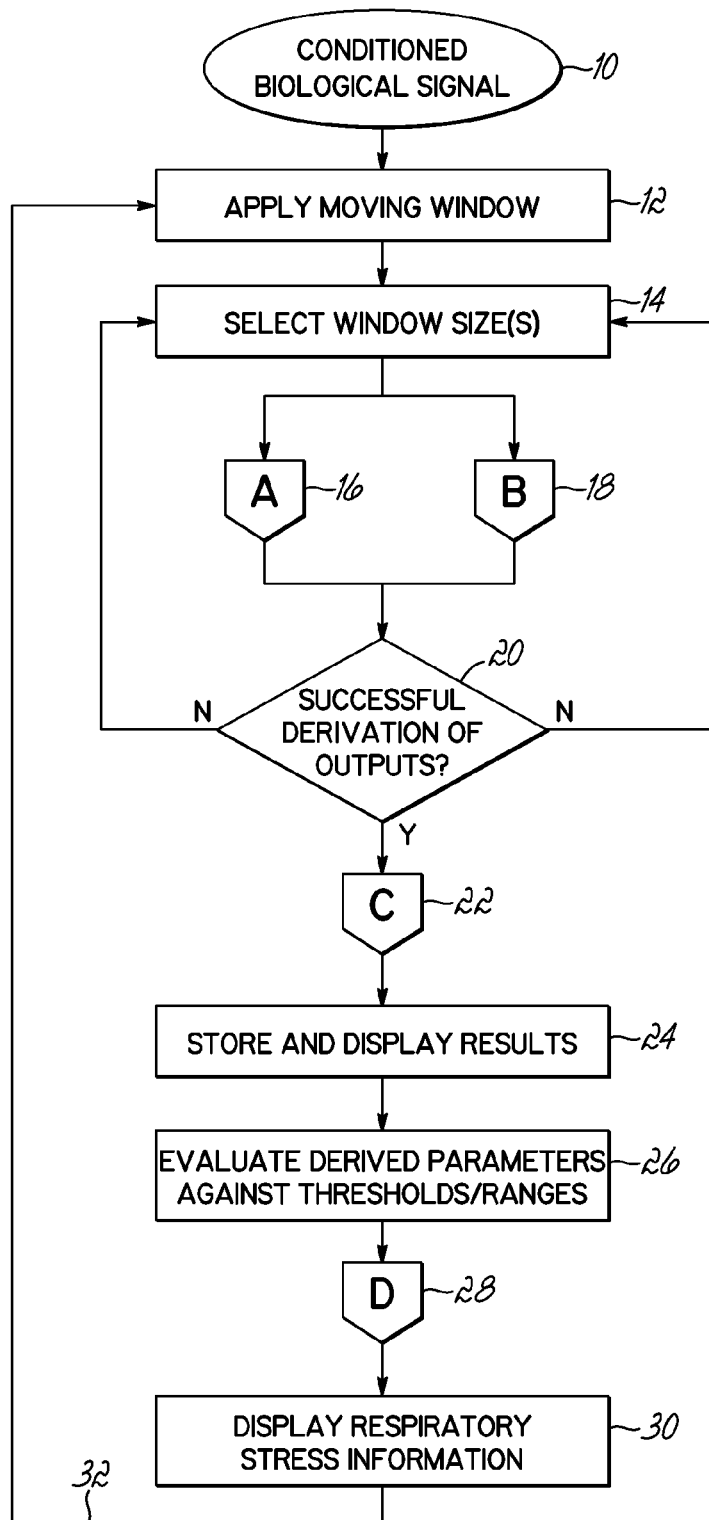 CONDITIONED
BIOLOGICAL SIGNAL
10
APPLY MOVING WINDOW
12
SELECT WINDOW SIZE(S)
14
A
16
B
18
20
SUCCESSFUL
DERIVATION OF
OUTPUTS?
N
N
Y
C
22
STORE AND DISPLAY RESULTS
24
EVALUATE DERIVED PARAMETERS
AGAINST THRESHOLDS/RANGES
26
D
28
DISPLAY RESPIRATORY
STRESS INFORMATION
30
32